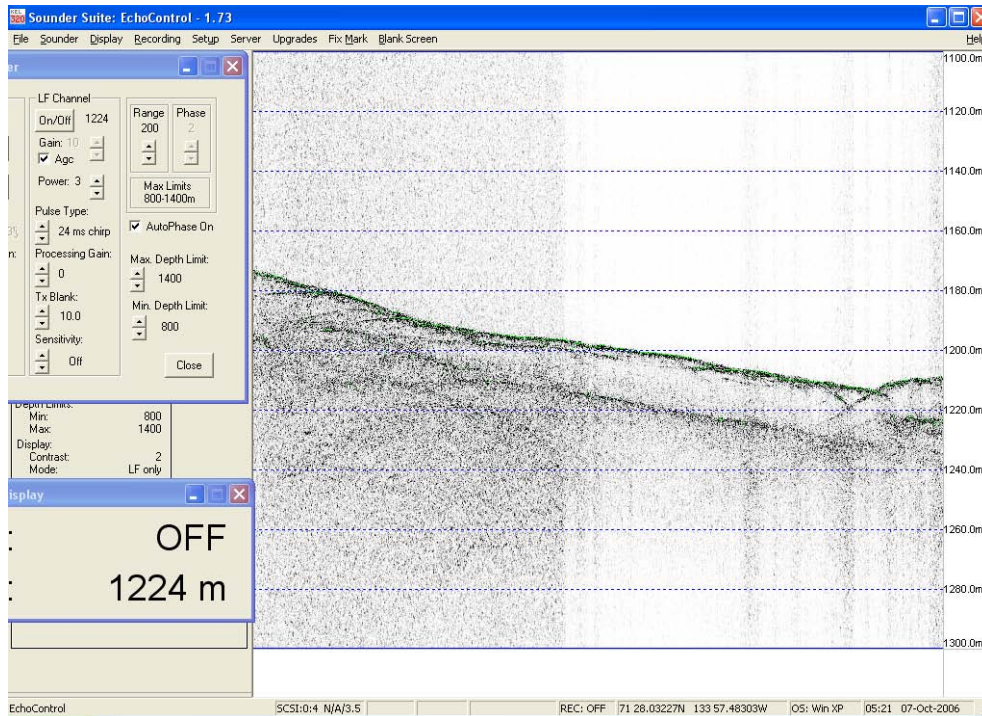 KEL 320 Sounder Suite: EchoControl - 1.73
File Sounder Display Recording Setup Server Upgrades Fix Mark Blank Screen Help
er
LF Channel
On/Off 1224
Gain: 10
Agc
Power: 3
Pulse Type:
24 ms chirp
Processing Gain:
0
Tx Blank:
10.0
Sensitivity:
Off
Range
200
Phase
2
Max Limits
800-1400m
AutoPhase On
Max. Depth Limit:
1400
Min. Depth Limit:
800
Close
Depth Limits:
Min: 800
Max: 1400
Display:
Contrast: 2
Mode: LF only
isplay
: OFF
: 1224 m
1100.0m
1120.0m
1140.0m
1160.0m
1180.0m
1200.0m
1220.0m
1240.0m
1260.0m
1280.0m
1300.0m
EchoControl SCSI:0:4 N/A/3.5 REC: OFF 71 28.03227N 133 57.48303W OS: Win XP 05:21 07-Oct-2006